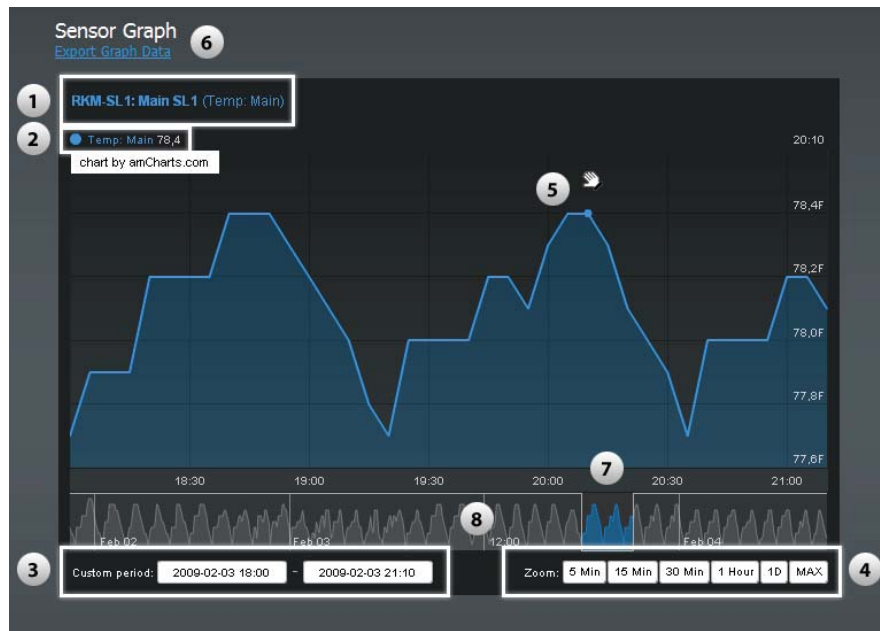 Sensor Graph
Export Graph Data
6
1
RKM-SL1: Main SL1 (Temp: Main)
2
Temp: Main 78,4
20:10
chart by amCharts.com
5
78,4F
78,2F
78,0F
77,8F
77,6F
7
18:30 19:00 19:30 20:00 20:30 21:00
8
Feb 02 Feb 03 12:00 Feb 04
3
Custom period: 2009-02-03 18:00 - 2009-02-03 21:10
Zoom: 5 Min 15 Min 30 Min 1 Hour 1D MAX
4